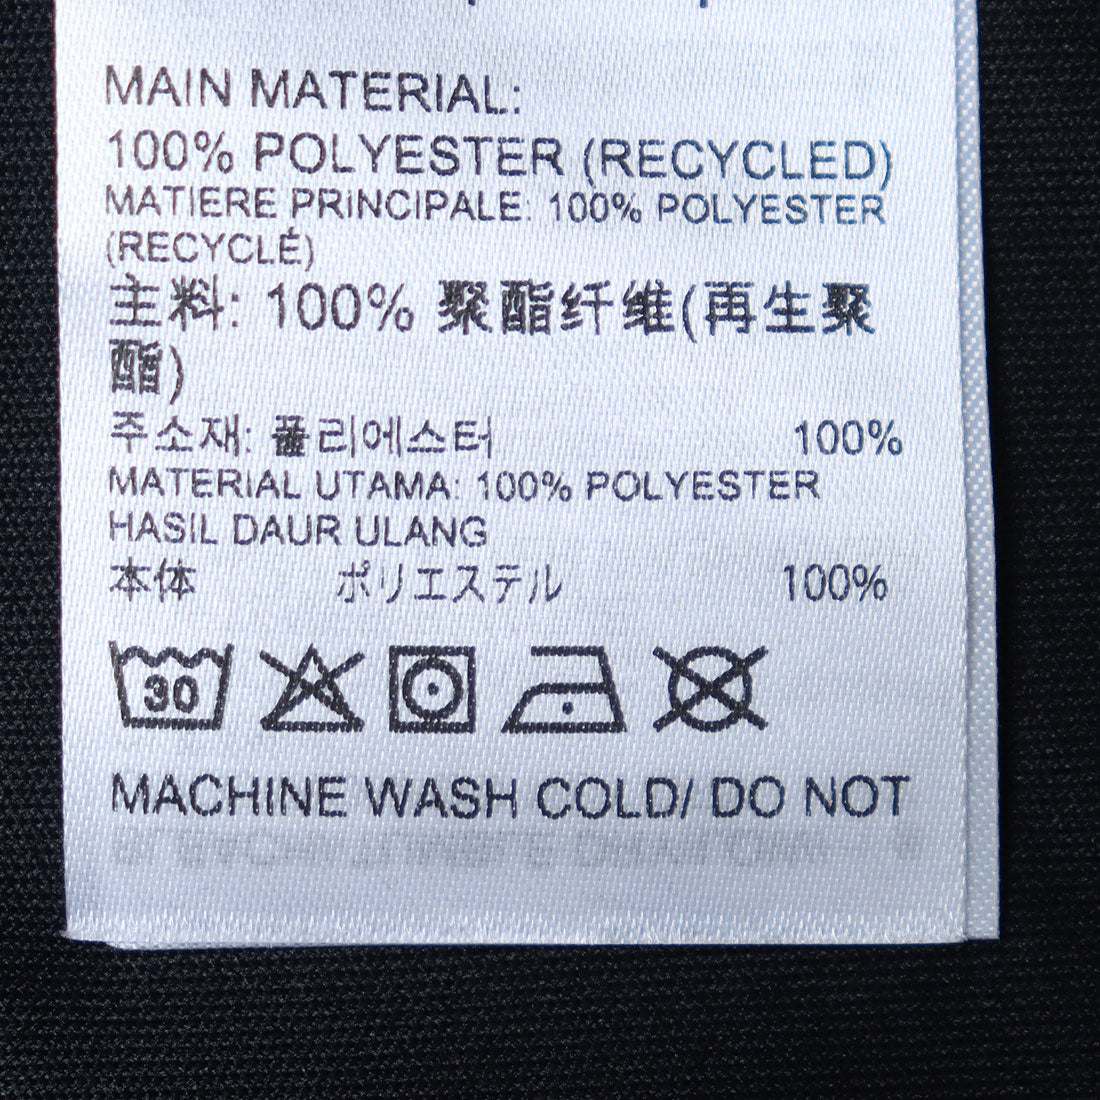 MAIN MATERIAL:
100% POLYESTER (RECYCLED)
MATIERE PRINCIPALE: 100% POLYESTER
(RECYCLÉ)
主料: 100% 聚酯纤维(再生聚
酯)
주소재: 폴리에스터 100%
MATERIAL UTAMA: 100% POLYESTER
HASIL DAUR ULANG
本体 ポリエステル 100%
30
MACHINE WASH COLD/ DO NOT